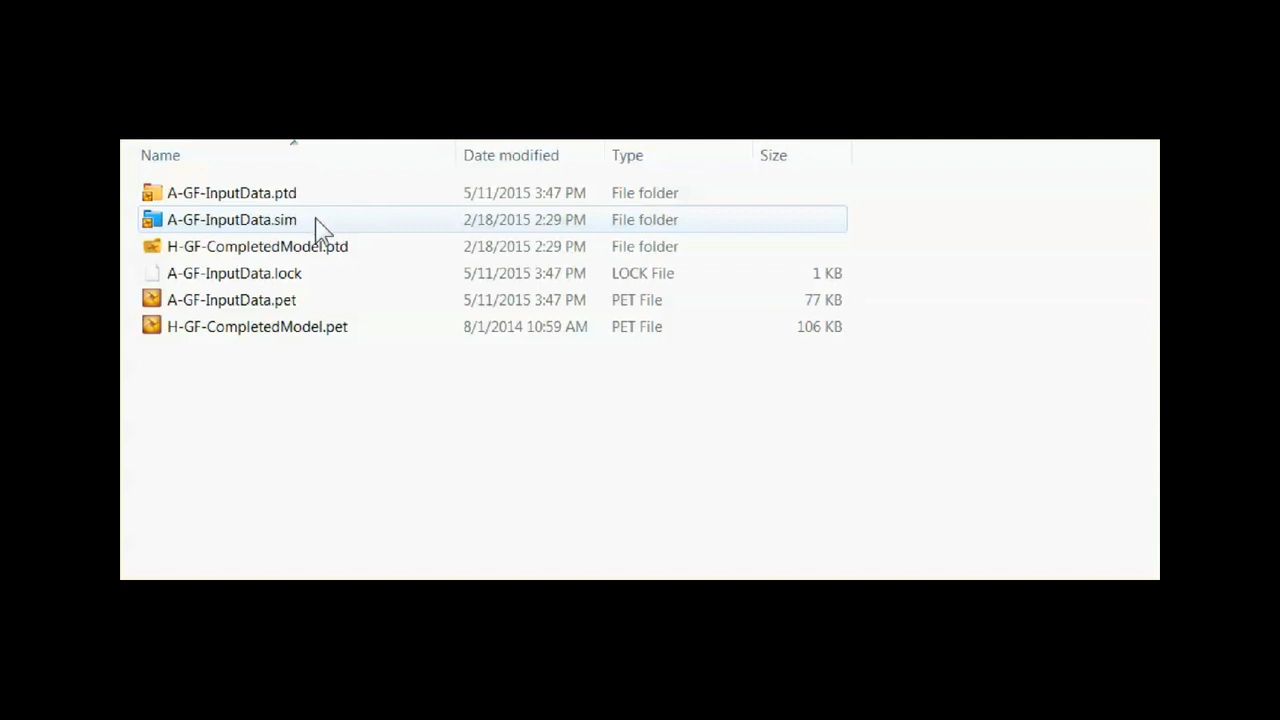 Name Date modified Type Size
A-GF-InputData.ptd 5/11/2015 3:47 PM File folder
A-GF-InputData.sim 2/18/2015 2:29 PM File folder
H-GF-CompletedModel.ptd 2/18/2015 2:29 PM File folder
A-GF-InputData.lock 5/11/2015 3:47 PM LOCK File 1 KB
A-GF-InputData.pet 5/11/2015 3:47 PM PET File 77 KB
H-GF-CompletedModel.pet 8/1/2014 10:59 AM PET File 106 KB